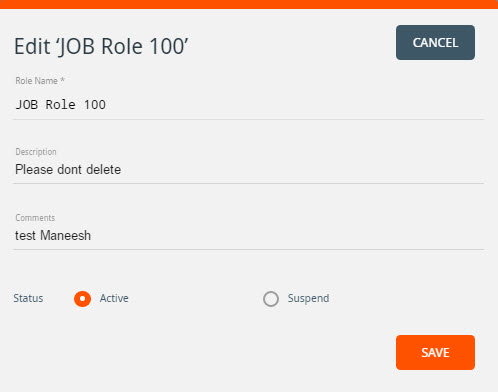 Edit ‘JOB Role 100’
CANCEL
Role Name *
JOB Role 100
Description
Please dont delete
Comments
test Maneesh
Status Active Suspend
SAVE